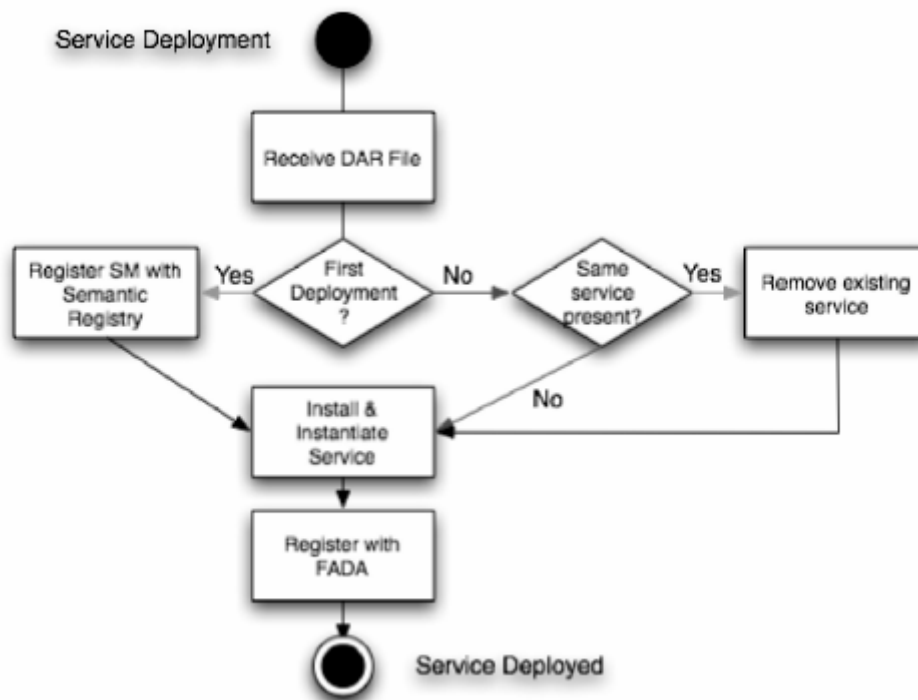 Service Deployment
Receive DAR File
Register SM with
Semantic
Registry
Yes
First
Deployment
?
No
Same
service
present?
Yes
Remove existing
service
No
Install &
Instantiate
Service
Register with
FADA
Service Deployed